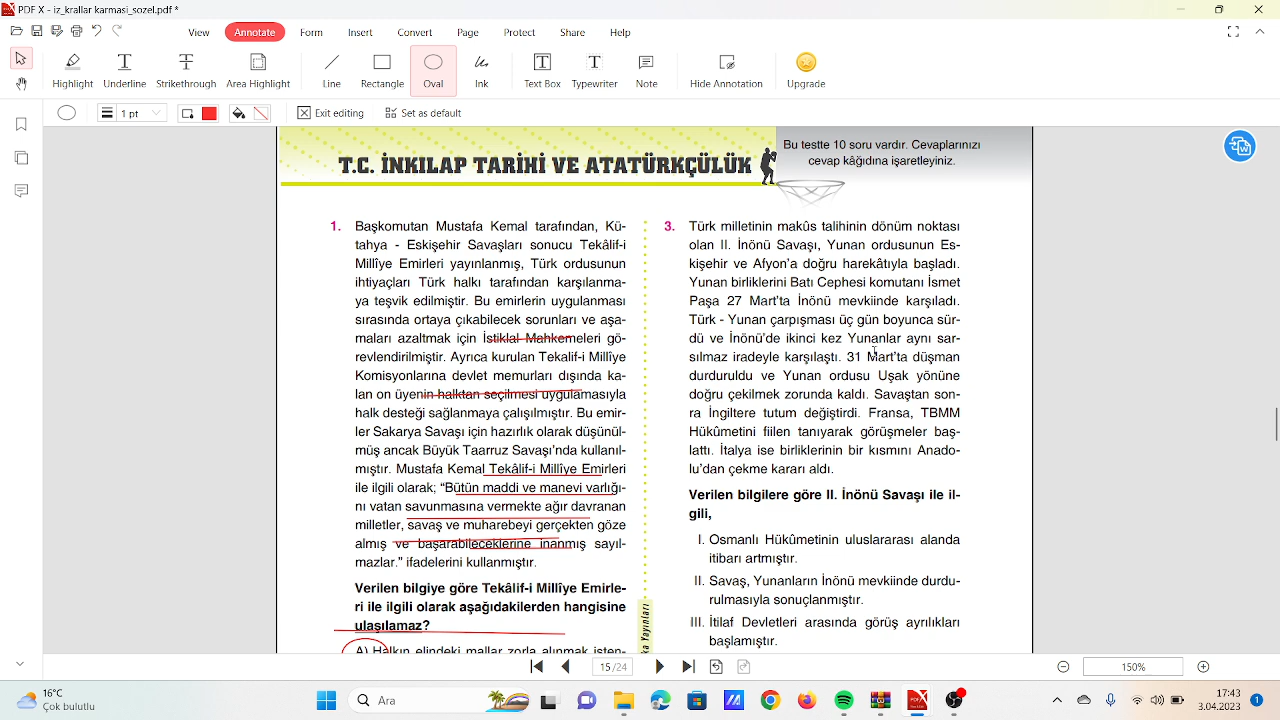 PDF X - iz_krallar karmasi_sozel.pdf *
View Annotate Form Insert Convert Page Protect Share Help
Highlight Underline Strikethrough Area Highlight Line Rectangle Oval Ink Text Box Typewriter Note Hide Annotation Upgrade
1 pt Exit editing Set as default
T.C. İNKILAP TARİHİ VE ATATÜRKÇÜLÜK
Bu testte 10 soru vardır. Cevaplarınızı
cevap kâğıdına işaretleyiniz.
1. Başkomutan Mustafa Kemal tarafından, Kü-
tahya - Eskişehir Savaşları sonucu Tekâlif-i
Millîye Emirleri yayınlanmış, Türk ordusunun
ihtiyaçları Türk halkı tarafından karşılanma-
ya teşvik edilmiştir. Bu emirlerin uygulanması
sırasında ortaya çıkabilecek sorunları ve aşa-
maları azaltmak için İstiklal Mahkemeleri gö-
revlendirilmiştir. Ayrıca kurulan Tekalif-i Millîye
Komisyonlarına devlet memurları dışında ka-
lan on üyenin halktan seçilmesi uygulamasıyla
halk desteği sağlanmaya çalışılmıştır. Bu emir-
ler Sakarya Savaşı için hazırlık olarak düşünül-
müş ancak Büyük Taarruz Savaşı'nda kullanıl-
mıştır. Mustafa Kemal Tekâlif-i Millîye Emirleri
ile ilgili olarak; “Bütün maddi ve manevi varlığı-
nı vatan savunmasına vermekte ağır davranan
milletler, savaş ve muharebeyi gerçekten göze
almış ve başarabileceklerine inanmış sayıl-
mazlar.” ifadelerini kullanmıştır.
Verilen bilgiye göre Tekâlif-i Millîye Emirle-
ri ile ilgili olarak aşağıdakilerden hangisine
ulaşılamaz?
A) Halkın elindeki mallar zorla alınmak isten-
ka Yayınları
3. Türk milletinin makûs talihinin dönüm noktası
olan II. İnönü Savaşı, Yunan ordusunun Es-
kişehir ve Afyon'a doğru harekâtıyla başladı.
Yunan birliklerini Batı Cephesi komutanı İsmet
Paşa 27 Mart'ta İnönü mevkiinde karşıladı.
Türk - Yunan çarpışması üç gün boyunca sür-
dü ve İnönü'de ikinci kez Yunanlar aynı sar-
sılmaz iradeyle karşılaştı. 31 Mart'ta düşman
durduruldu ve Yunan ordusu Uşak yönüne
doğru çekilmek zorunda kaldı. Savaştan son-
ra İngiltere tutum değiştirdi. Fransa, TBMM
Hükûmetini fiilen tanıyarak görüşmeler baş-
lattı. İtalya ise birliklerinin bir kısmını Anado-
lu'dan çekme kararı aldı.
Verilen bilgilere göre II. İnönü Savaşı ile il-
gili,
I. Osmanlı Hükûmetinin uluslararası alanda
itibarı artmıştır.
II. Savaş, Yunanların İnönü mevkiinde durdu-
rulmasıyla sonuçlanmıştır.
III. İtilaf Devletleri arasında görüş ayrılıkları
başlamıştır.
15/24 150%
16°C
Çok bulutlu
Ara
17:43
1